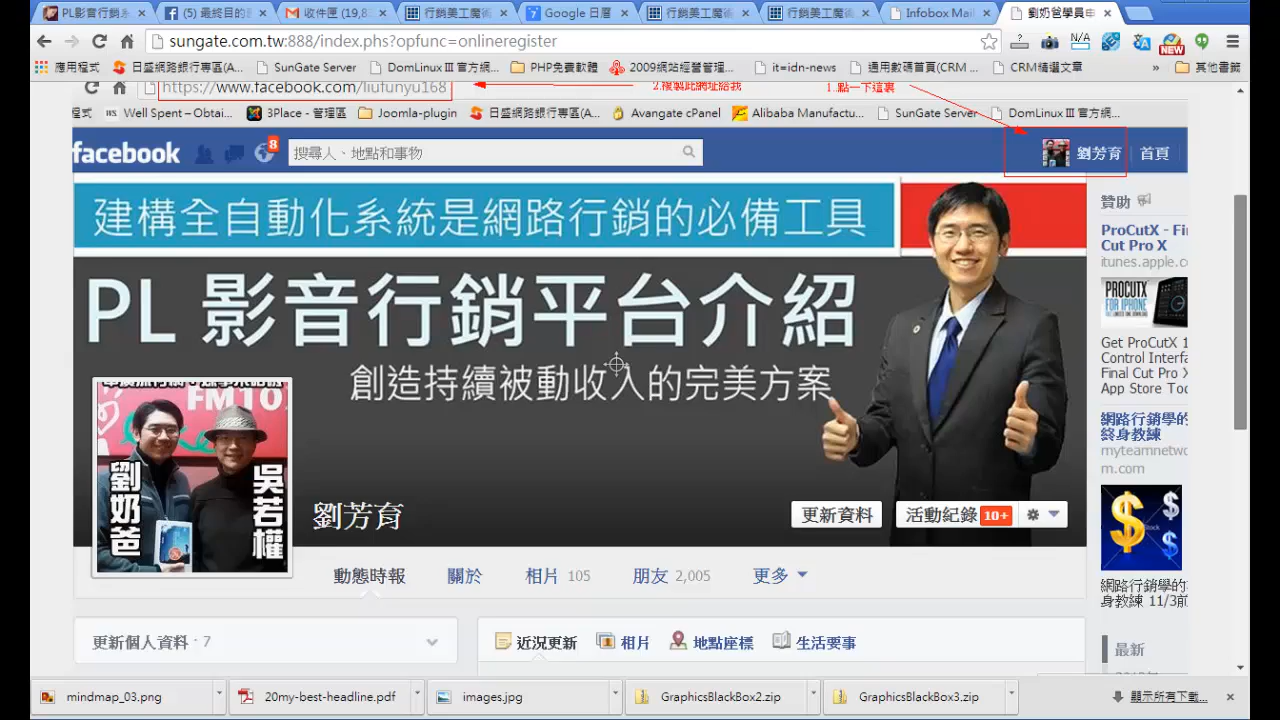 PL影音行銷系
(5) 最終目的
收件匣 (19,8
行銷美工魔術
Google 日曆
行銷美工魔術
行銷美工魔術
Infobox Mai
劉奶爸學員申
sungate.com.tw:888/index.phs?opfunc=onlineregister
應用程式
日盛網路銀行專區(A...
SunGate Server
DomLinux III 官方網...
PHP免費軟體
2009網站經營管理...
it=idn-news
通用數碼首頁(CRM ...
CRM精選文章
»
其他書籤
N/A
NEW
https://www.facebook.com/liufunyu168
2.複製此網址給我
1.點一下這裏
程式
Well Spent – Obtai...
3Place - 管理區
Joomla-plugin
日盛網路銀行專區(A...
Avangate cPanel
Alibaba Manufactu...
SunGate Server
DomLinux III 官方網...
facebook
8
搜尋人、地點和事物
劉芳育
首頁
建構全自動化系統是網路行銷的必備工具
PL 影音行銷平台介紹
創造持續被動收入的完美方案
FM10
劉奶爸
吳若權
劉芳育
更新資料
活動紀錄 10+
動態時報
關於
相片 105
朋友 2,005
更多
更新個人資料 · 7
近況更新
相片
地點座標
生活要事
贊助
ProCutX - Fin
Cut Pro X
itunes.apple.c
PROCUTX
FOR IPHONE
Get ProCutX 1
Control Interfa
Final Cut Pro X
App Store Too
網路行銷學的
終身教練
myteamnetwo
m.com
網路行銷學的
身教練 11/3前
最新
mindmap_03.png
20my-best-headline.pdf
images.jpg
GraphicsBlackBox2.zip
GraphicsBlackBox3.zip
顯示所有下載...